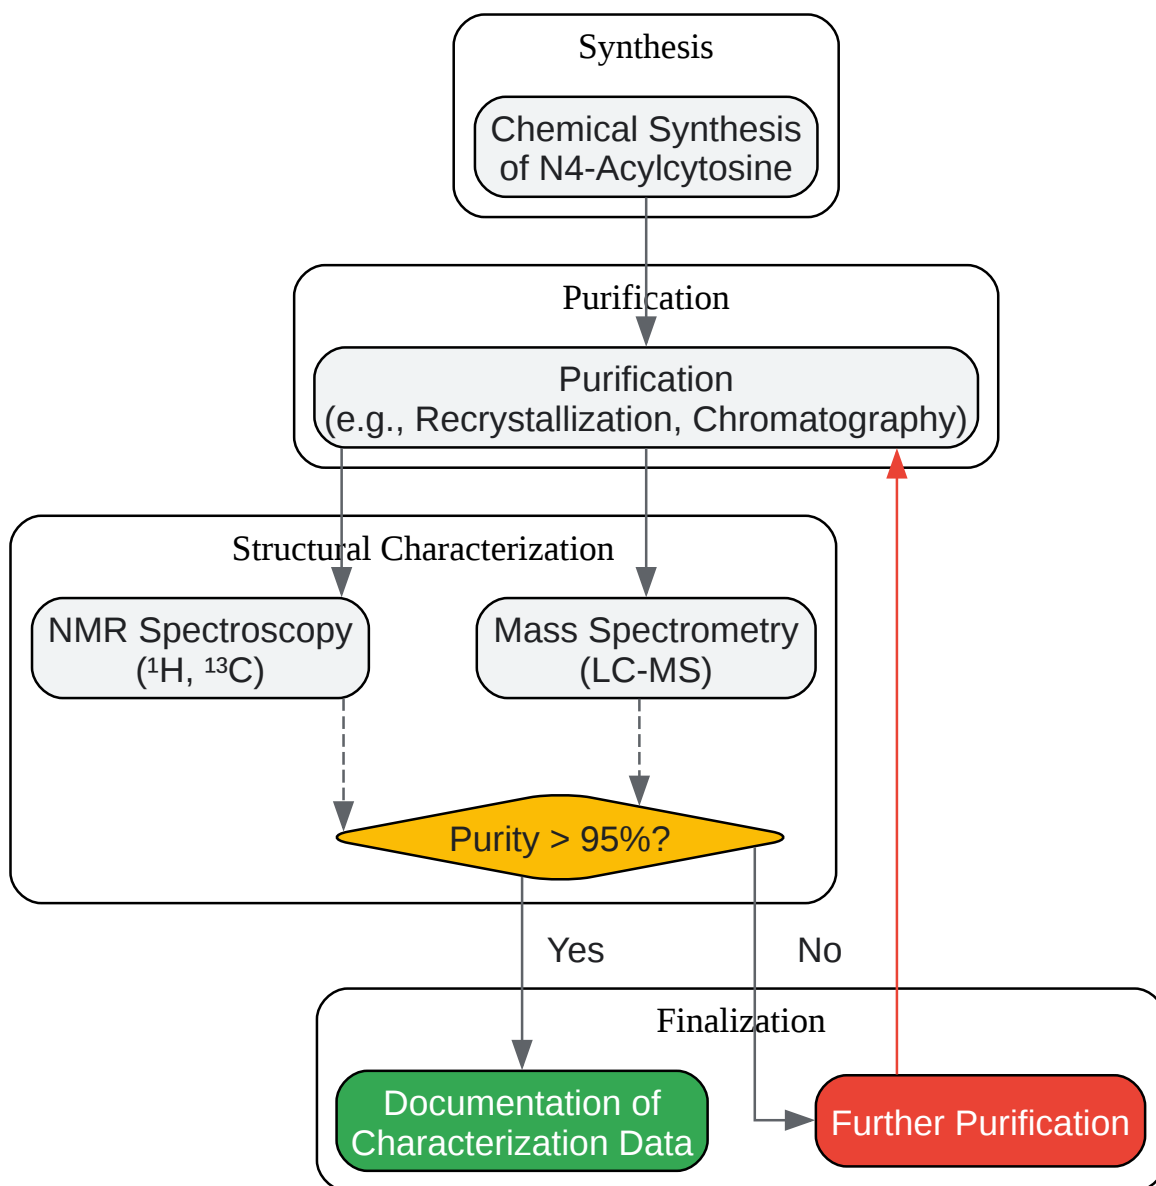 Synthesis
Chemical Synthesis
of N4-Acylcytosine
Purification
Purification
(e.g., Recrystallization, Chromatography)
Structural Characterization
NMR Spectroscopy
(¹H, ¹³C)
Mass Spectrometry
(LC-MS)
Purity > 95%?
Yes
No
Finalization
Documentation of
Characterization Data
Further Purification